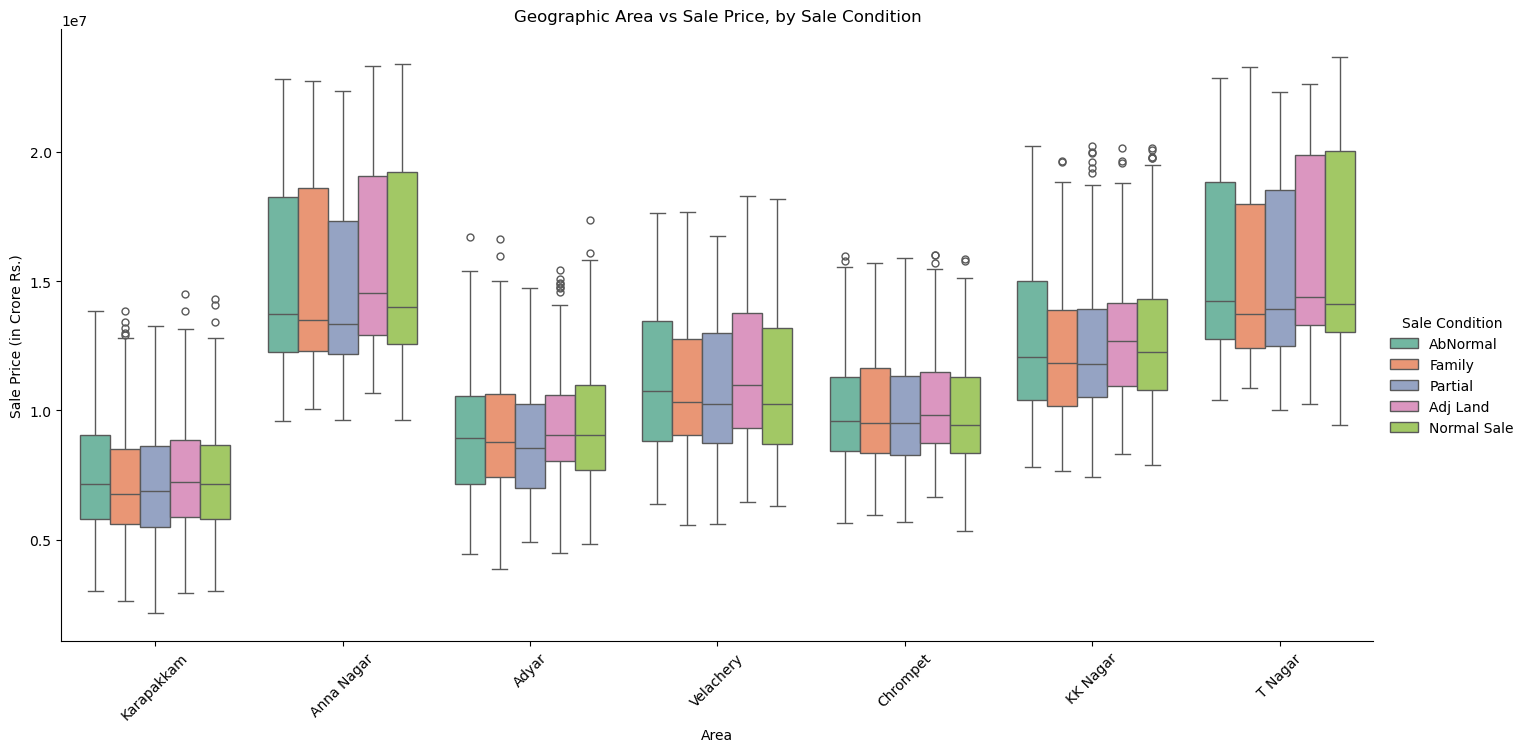 Geographic Area vs Sale Price, by Sale Condition
1e7
2.0
1.5
1.0
0.5
Sale Price (in Crore Rs.)
Karapakkam
Anna Nagar
Adyar
Velachery
Chrompet
KK Nagar
T Nagar
Area
Sale Condition
AbNormal
Family
Partial
Adj Land
Normal Sale